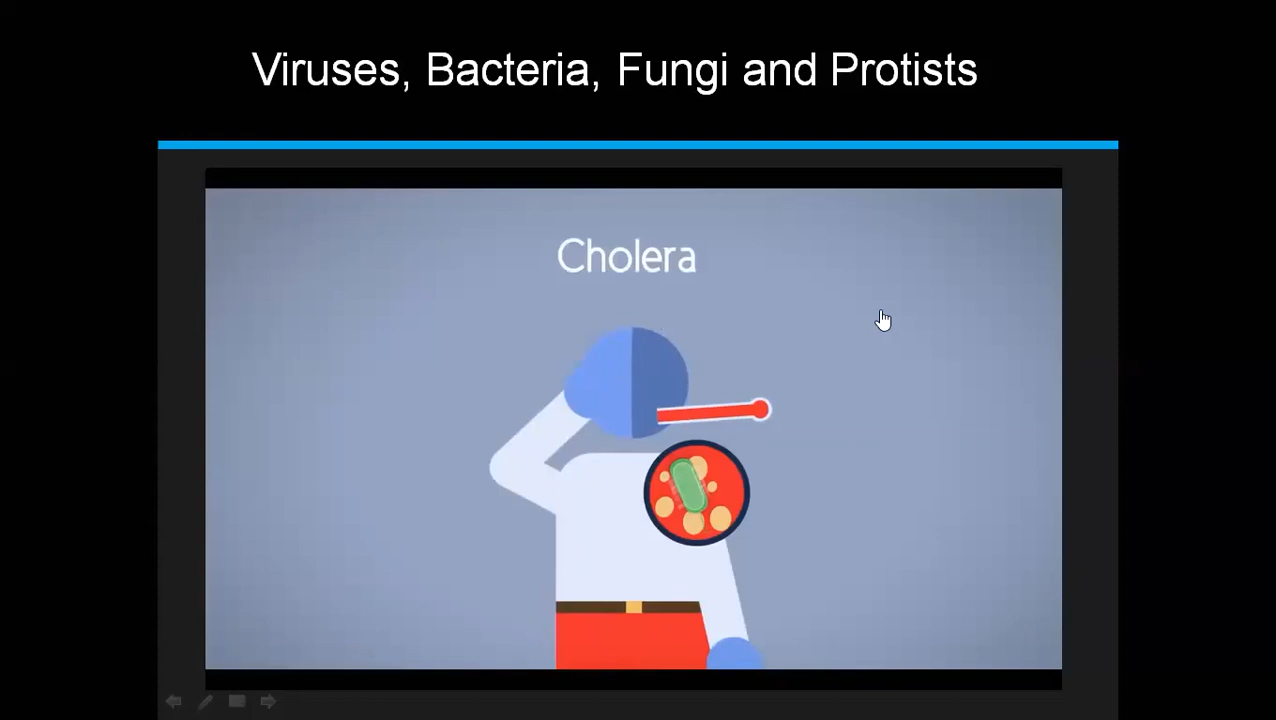 Viruses, Bacteria, Fungi and Protists
Cholera